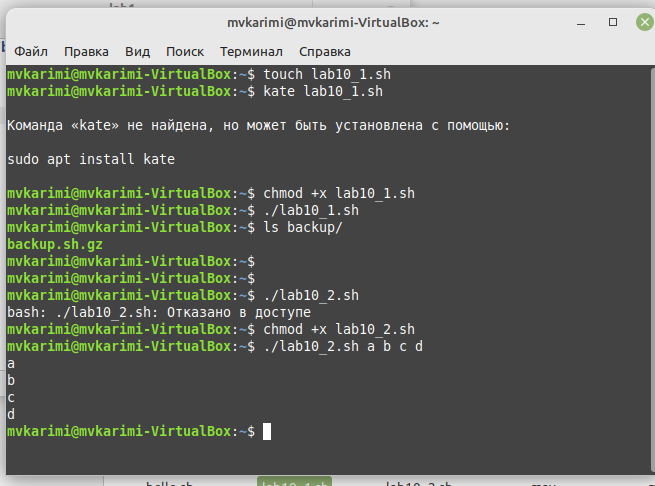 mvkarimi@mvkarimi-VirtualBox: ~
Файл Правка Вид Поиск Терминал Справка
mvkarimi@mvkarimi-VirtualBox:~$ touch lab10_1.sh
mvkarimi@mvkarimi-VirtualBox:~$ kate lab10_1.sh
Команда «kate» не найдена, но может быть установлена с помощью:
sudo apt install kate
mvkarimi@mvkarimi-VirtualBox:~$ chmod +x lab10_1.sh
mvkarimi@mvkarimi-VirtualBox:~$ ./lab10_1.sh
mvkarimi@mvkarimi-VirtualBox:~$ ls backup/
backup.sh.gz
mvkarimi@mvkarimi-VirtualBox:~$
mvkarimi@mvkarimi-VirtualBox:~$
mvkarimi@mvkarimi-VirtualBox:~$ ./lab10_2.sh
bash: ./lab10_2.sh: Отказано в доступе
mvkarimi@mvkarimi-VirtualBox:~$ chmod +x lab10_2.sh
mvkarimi@mvkarimi-VirtualBox:~$ ./lab10_2.sh a b c d
a
b
c
d
mvkarimi@mvkarimi-VirtualBox:~$